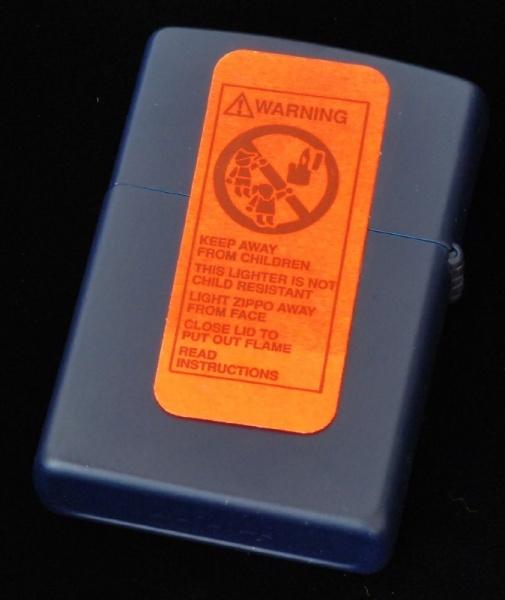 WARNING
KEEP AWAY
FROM CHILDREN
THIS LIGHTER IS NOT
CHILD RESISTANT
LIGHT ZIPPO AWAY
FROM FACE
CLOSE LID TO
PUT OUT FLAME
READ
INSTRUCTIONS